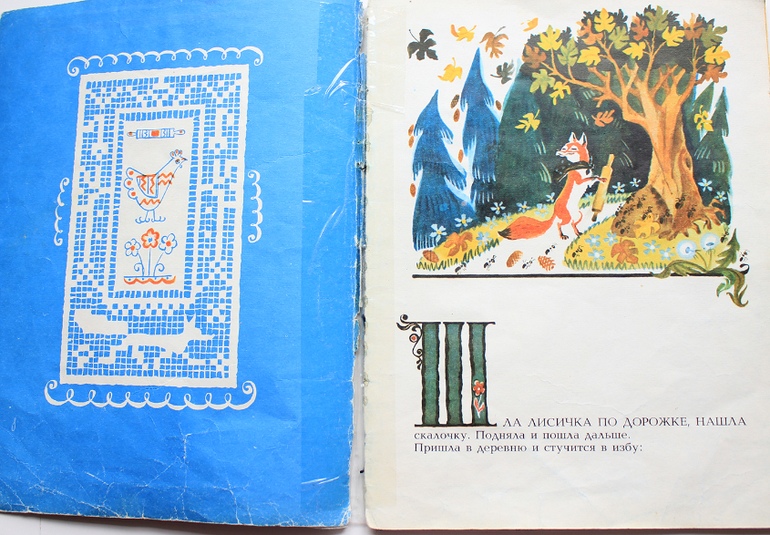 ШЛА ЛИСИЧКА ПО ДОРОЖКЕ, НАШЛА
скалочку. Подняла и пошла дальше.
Пришла в деревню и стучится в избу: